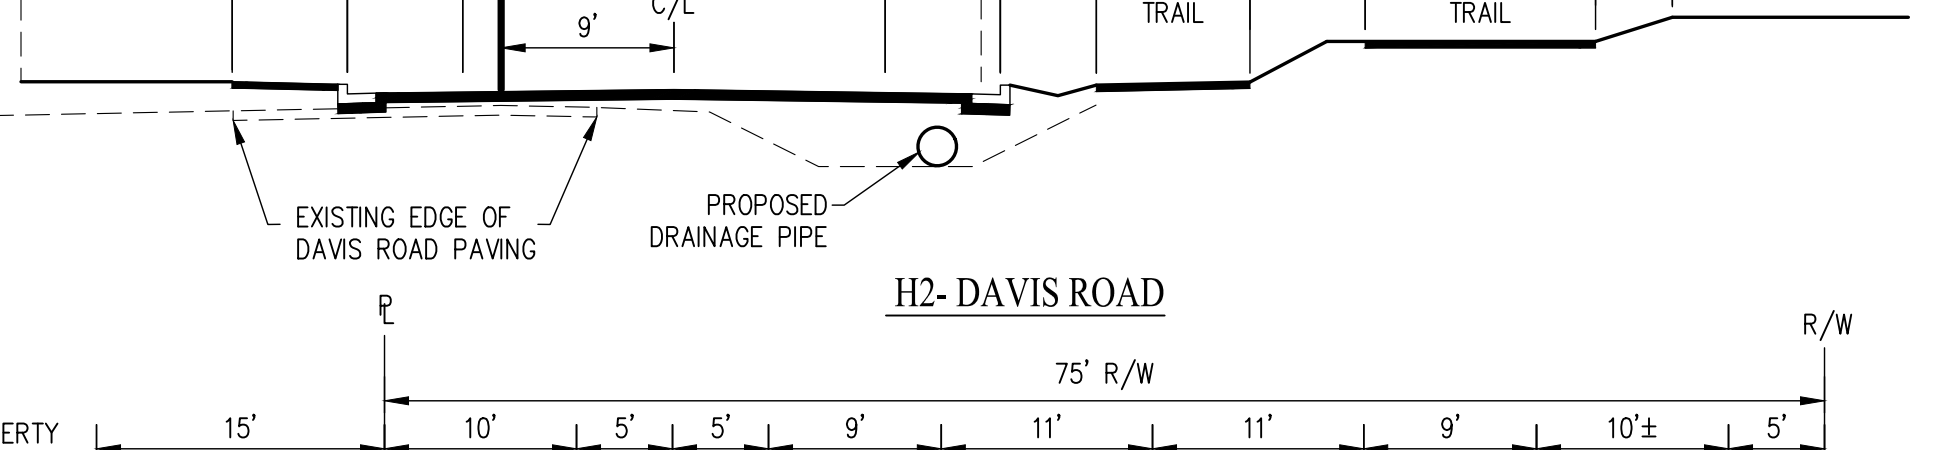 C/L
9'
TRAIL
TRAIL
EXISTING EDGE OF
DAVIS ROAD PAVING
PROPOSED
DRAINAGE PIPE
H2- DAVIS ROAD
PL
R/W
75' R/W
ERTY
15'
10'
5'
5'
9'
11'
11'
9'
10'±
5'